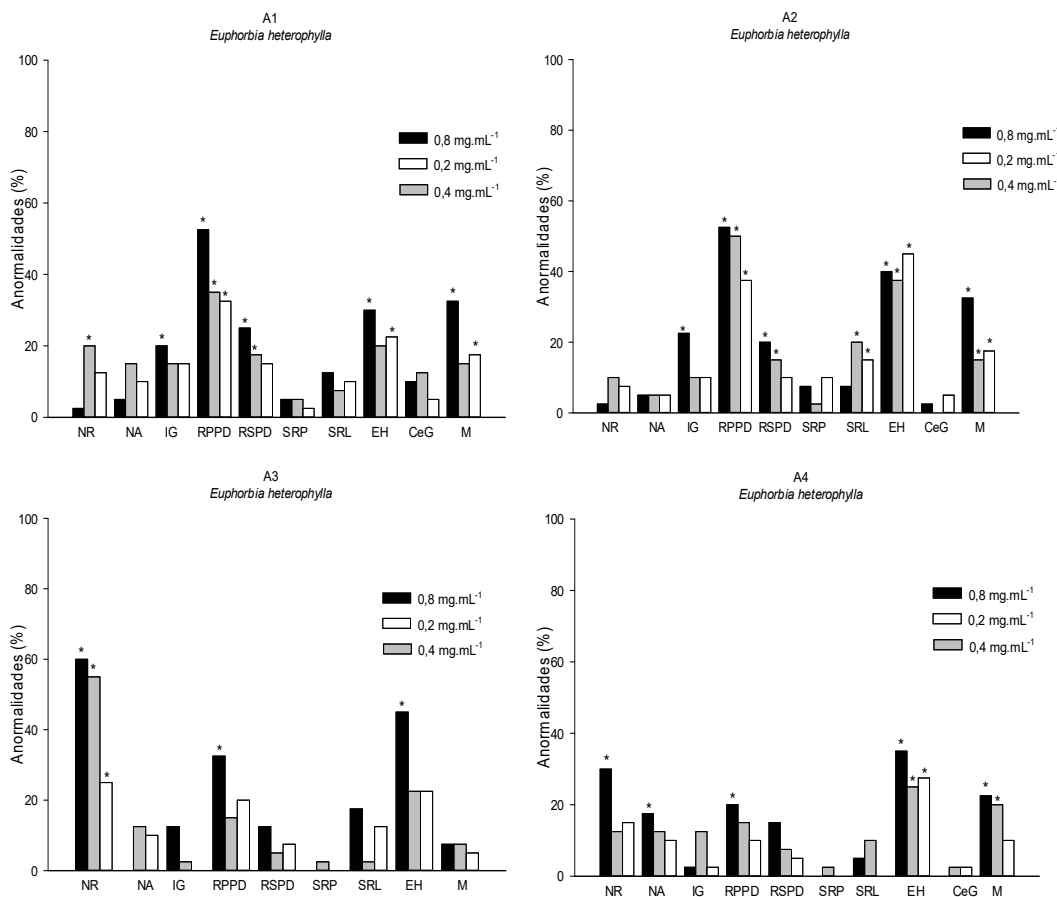 A1
Euphorbia heterophylla
Anormalidades (%)
100
80
60
40
20
0
0,8 mg.mL⁻¹
0,2 mg.mL⁻¹
0,4 mg.mL⁻¹
* * * * * * * * * * *
NR NA IG RPPD RSPD SRP SRL EH CeG M
A2
Euphorbia heterophylla
Anormalidades (%)
100
80
60
40
20
0
0,8 mg.mL⁻¹
0,2 mg.mL⁻¹
0,4 mg.mL⁻¹
* * * * * * * * * * * * * *
NR NA IG RPPD RSPD SRP SRL EH CeG M
A3
Euphorbia heterophylla
Anormalidades (%)
100
80
60
40
20
0
0,8 mg.mL⁻¹
0,2 mg.mL⁻¹
0,4 mg.mL⁻¹
* * * * *
NR NA IG RPPD RSPD SRP SRL EH M
A4
Euphorbia heterophylla
Anormalidades (%)
100
80
60
40
20
0
0,8 mg.mL⁻¹
0,2 mg.mL⁻¹
0,4 mg.mL⁻¹
* * * * * * * *
NR NA IG RPPD RSPD SRP SRL EH CeG M